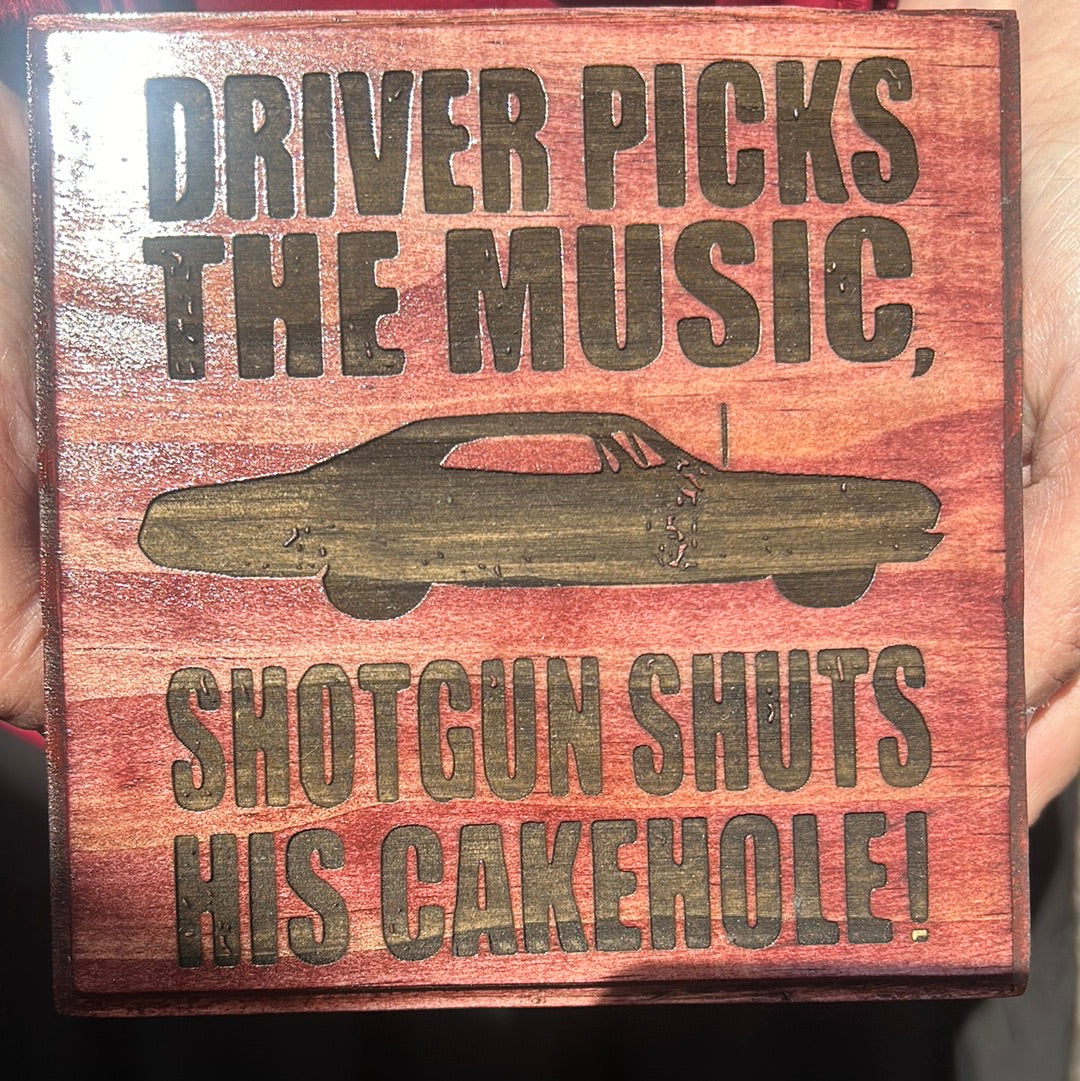 DRIVER PICKS
THE MUSIC,
SHOTGUN SHUTS
HIS CAKEHOLE!